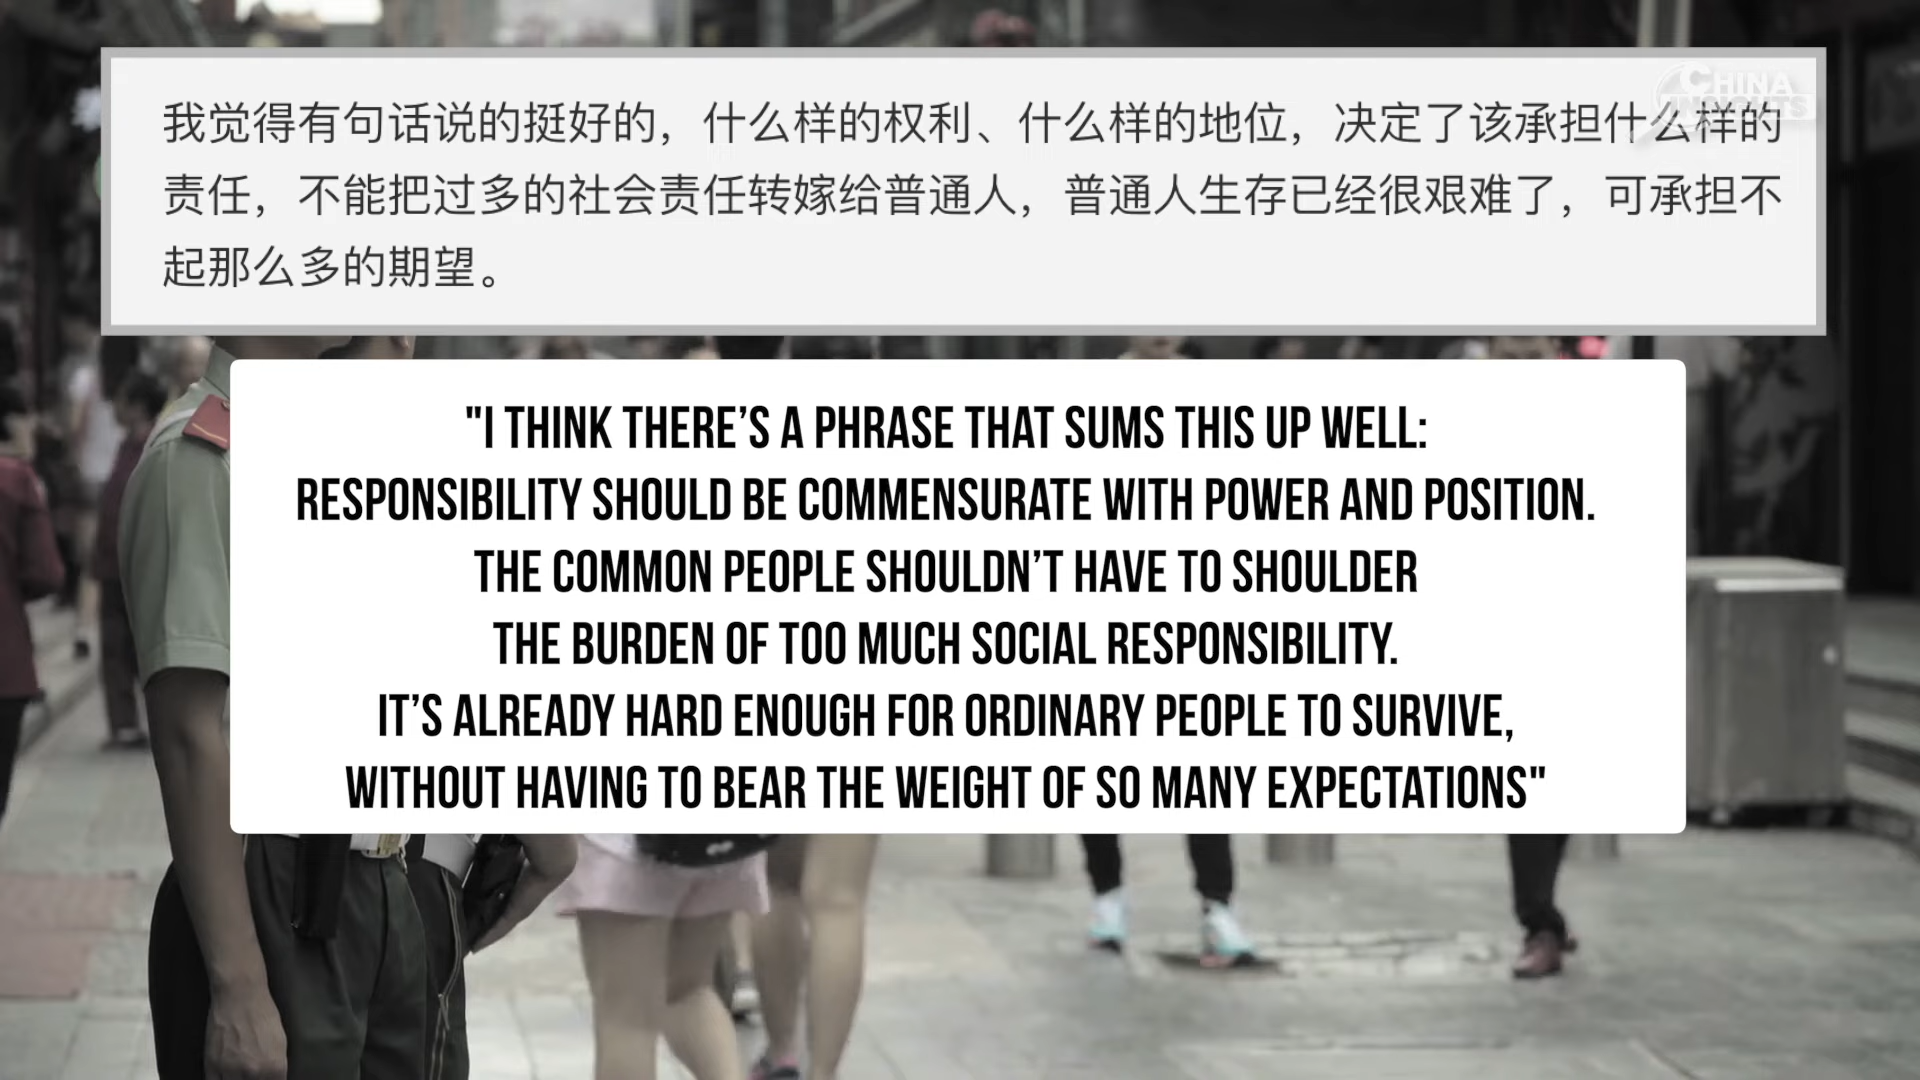 CHINA
INSIGHTS
我觉得有句话说的挺好的，什么样的权利、什么样的地位，决定了该承担什么样的
责任，不能把过多的社会责任转嫁给普通人，普通人生存已经很艰难了，可承担不
起那么多的期望。
"I THINK THERE’S A PHRASE THAT SUMS THIS UP WELL:
RESPONSIBILITY SHOULD BE COMMENSURATE WITH POWER AND POSITION.
THE COMMON PEOPLE SHOULDN’T HAVE TO SHOULDER
THE BURDEN OF TOO MUCH SOCIAL RESPONSIBILITY.
IT’S ALREADY HARD ENOUGH FOR ORDINARY PEOPLE TO SURVIVE,
WITHOUT HAVING TO BEAR THE WEIGHT OF SO MANY EXPECTATIONS"